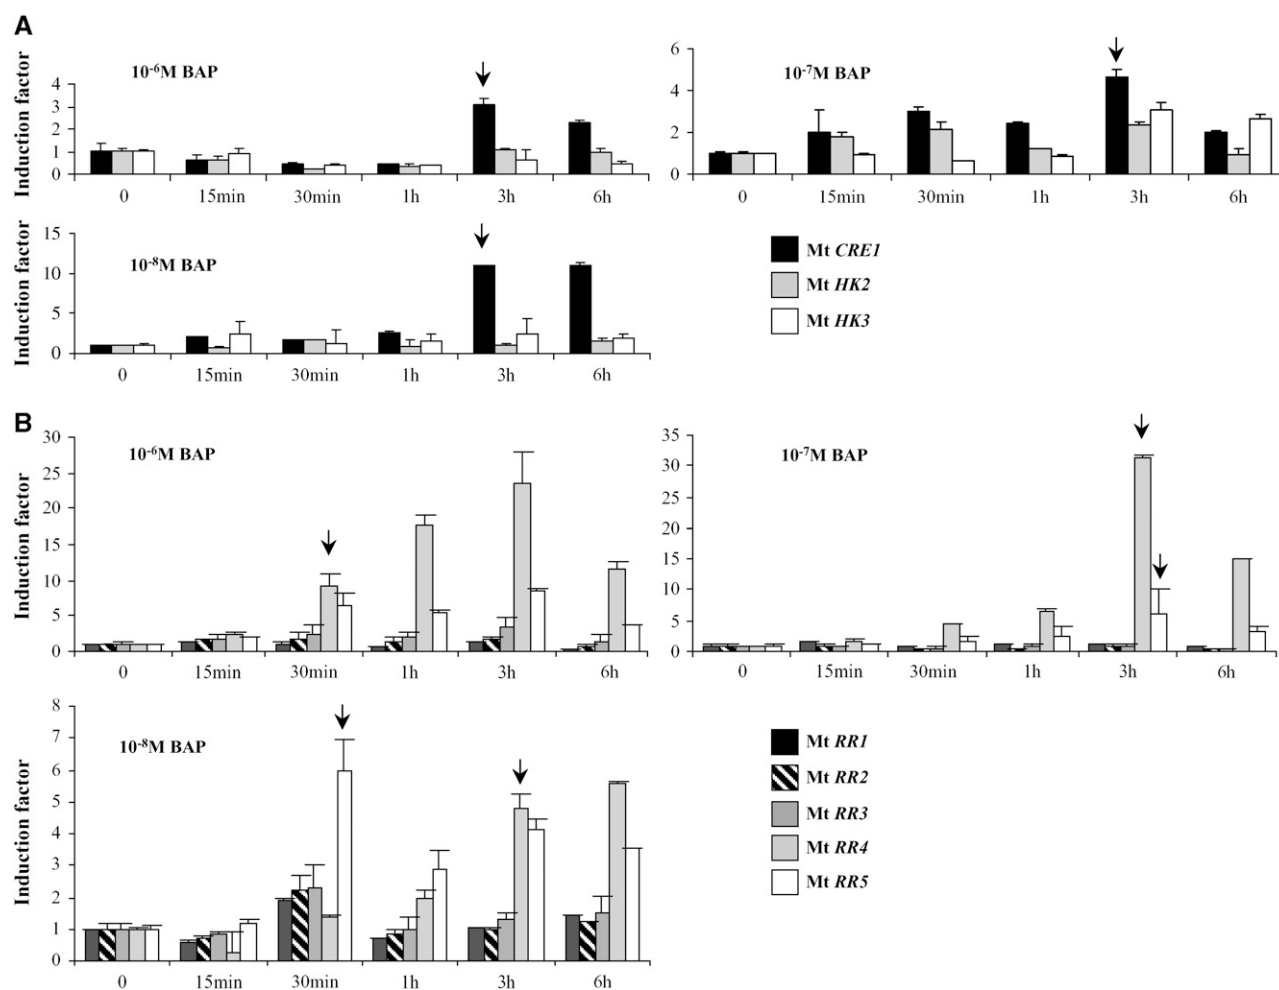 A
10-6M BAP
Induction factor
4
3
2
1
0
0 15min 30min 1h 3h 6h
10-7M BAP
6
4
2
0
0 15min 30min 1h 3h 6h
10-8M BAP
Induction factor
15
10
5
0
0 15min 30min 1h 3h 6h
Mt CRE1
Mt HK2
Mt HK3
B
10-6M BAP
Induction factor
30
25
20
15
10
5
0
0 15min 30min 1h 3h 6h
10-7M BAP
35
30
25
20
15
10
5
0
0 15min 30min 1h 3h 6h
10-8M BAP
Induction factor
8
7
6
5
4
3
2
1
0
0 15min 30min 1h 3h 6h
Mt RR1
Mt RR2
Mt RR3
Mt RR4
Mt RR5